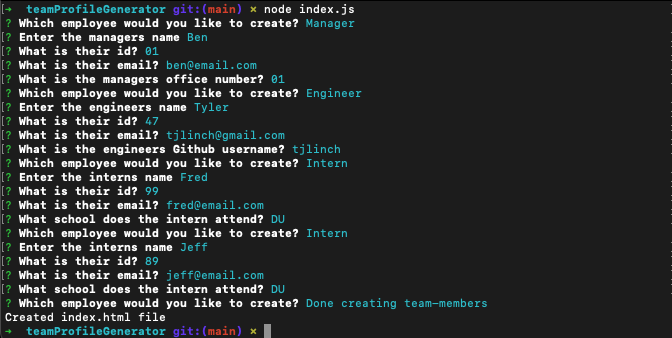 [➜  teamProfileGenerator git:(main) × node index.js
? Which employee would you like to create? Manager
[? Enter the managers name Ben
[? What is their id? 01
[? What is their email? ben@email.com
[? What is the managers office number? 01
? Which employee would you like to create? Engineer
[? Enter the engineers name Tyler
[? What is their id? 47
[? What is their email? tjlinch@gmail.com
[? What is the engineers Github username? tjlinch
? Which employee would you like to create? Intern
[? Enter the interns name Fred
[? What is their id? 99
[? What is their email? fred@email.com
[? What school does the intern attend? DU
? Which employee would you like to create? Intern
[? Enter the interns name Jeff
[? What is their id? 89
[? What is their email? jeff@email.com
[? What school does the intern attend? DU
? Which employee would you like to create? Done creating team-members
Created index.html file
➜  teamProfileGenerator git:(main) ×